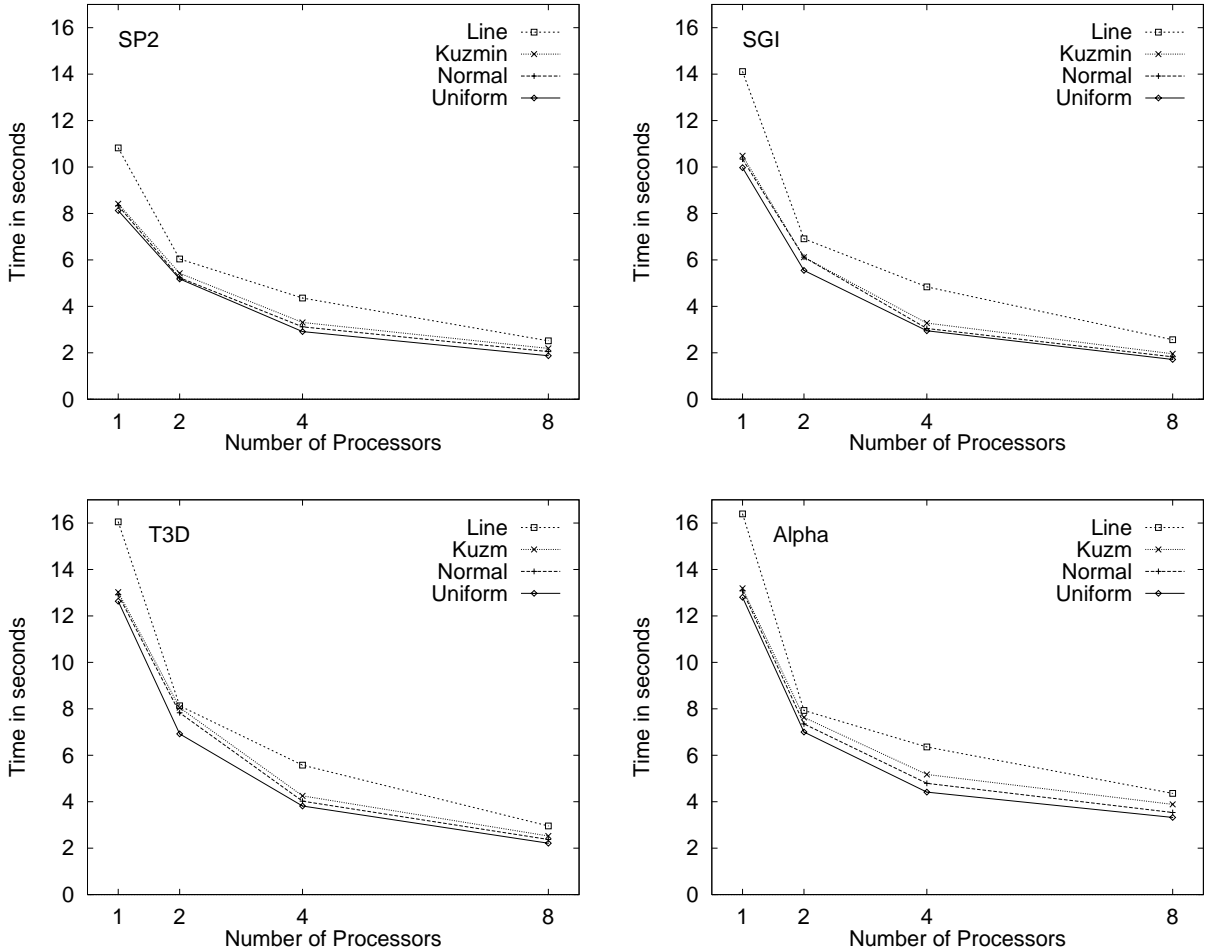 SP2
Line
Kuzmin
Normal
Uniform
16
14
12
10
8
6
4
2
0
Time in seconds
1 2 4 8
Number of Processors
SGI
Line
Kuzmin
Normal
Uniform
16
14
12
10
8
6
4
2
0
Time in seconds
1 2 4 8
Number of Processors
T3D
Line
Kuzm
Normal
Uniform
16
14
12
10
8
6
4
2
0
Time in seconds
1 2 4 8
Number of Processors
Alpha
Line
Kuzm
Normal
Uniform
16
14
12
10
8
6
4
2
0
Time in seconds
1 2 4 8
Number of Processors